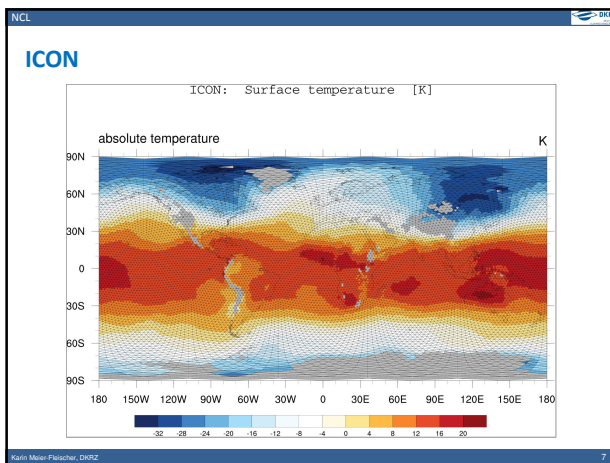 NCL
DKRZ
ICON
ICON: Surface temperature [K]
absolute temperature K
90N
60N
30N
0
30S
60S
90S
180 150W 120W 90W 60W 30W 0 30E 60E 90E 120E 150E 180
-32 -28 -24 -20 -16 -12 -8 -4 0 4 8 12 16 20
Karin Meier-Fleischer, DKRZ 7